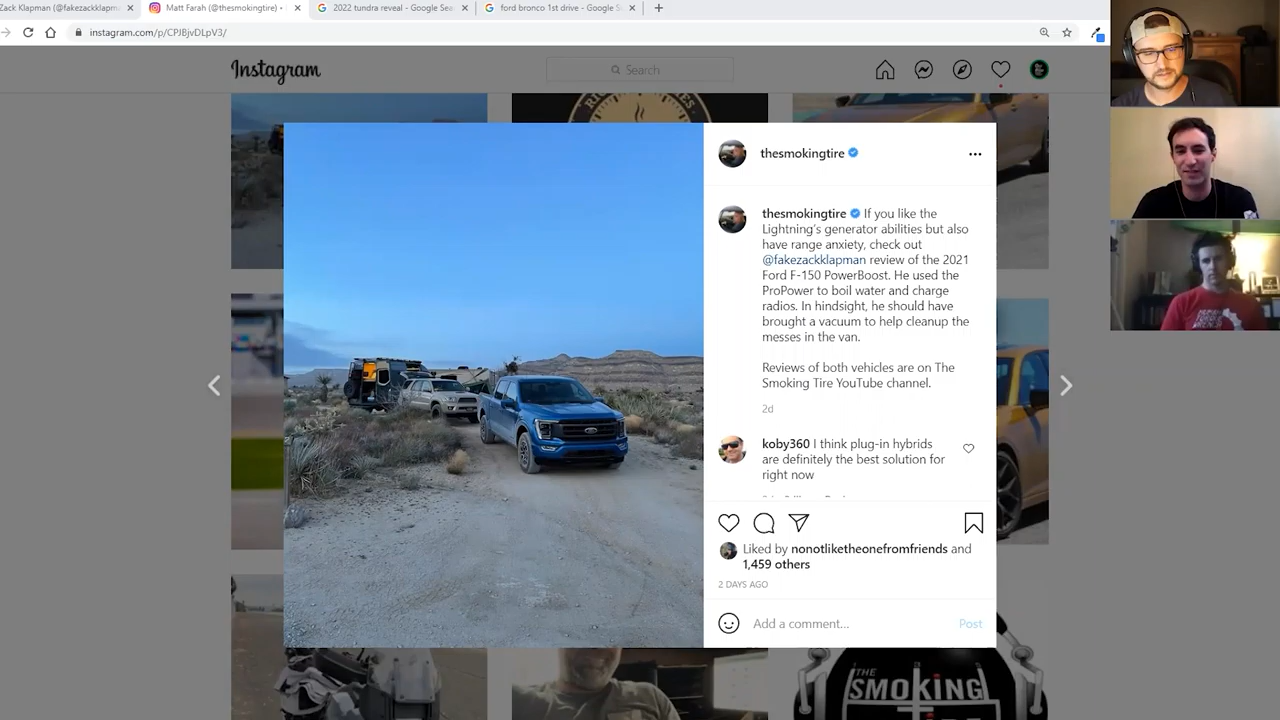 Zack Klapman (@fakezackklapm
Matt Farah (@thesmokingtire) •
2022 tundra reveal - Google Sea
ford bronco 1st drive - Google S
instagram.com/p/CPJBjvDLpV3/
Instagram
Search
thesmokingtire
thesmokingtire If you like the
Lightning's generator abilities but also
have range anxiety, check out
@fakezackklapman review of the 2021
Ford F-150 PowerBoost. He used the
ProPower to boil water and charge
radios. In hindsight, he should have
brought a vacuum to help cleanup the
messes in the van.
Reviews of both vehicles are on The
Smoking Tire YouTube channel.
2d
koby360 I think plug-in hybrids
are definitely the best solution for
right now
Liked by nonotliketheonefromfriends and
1,459 others
2 DAYS AGO
Add a comment... Post
THE
SMOKING